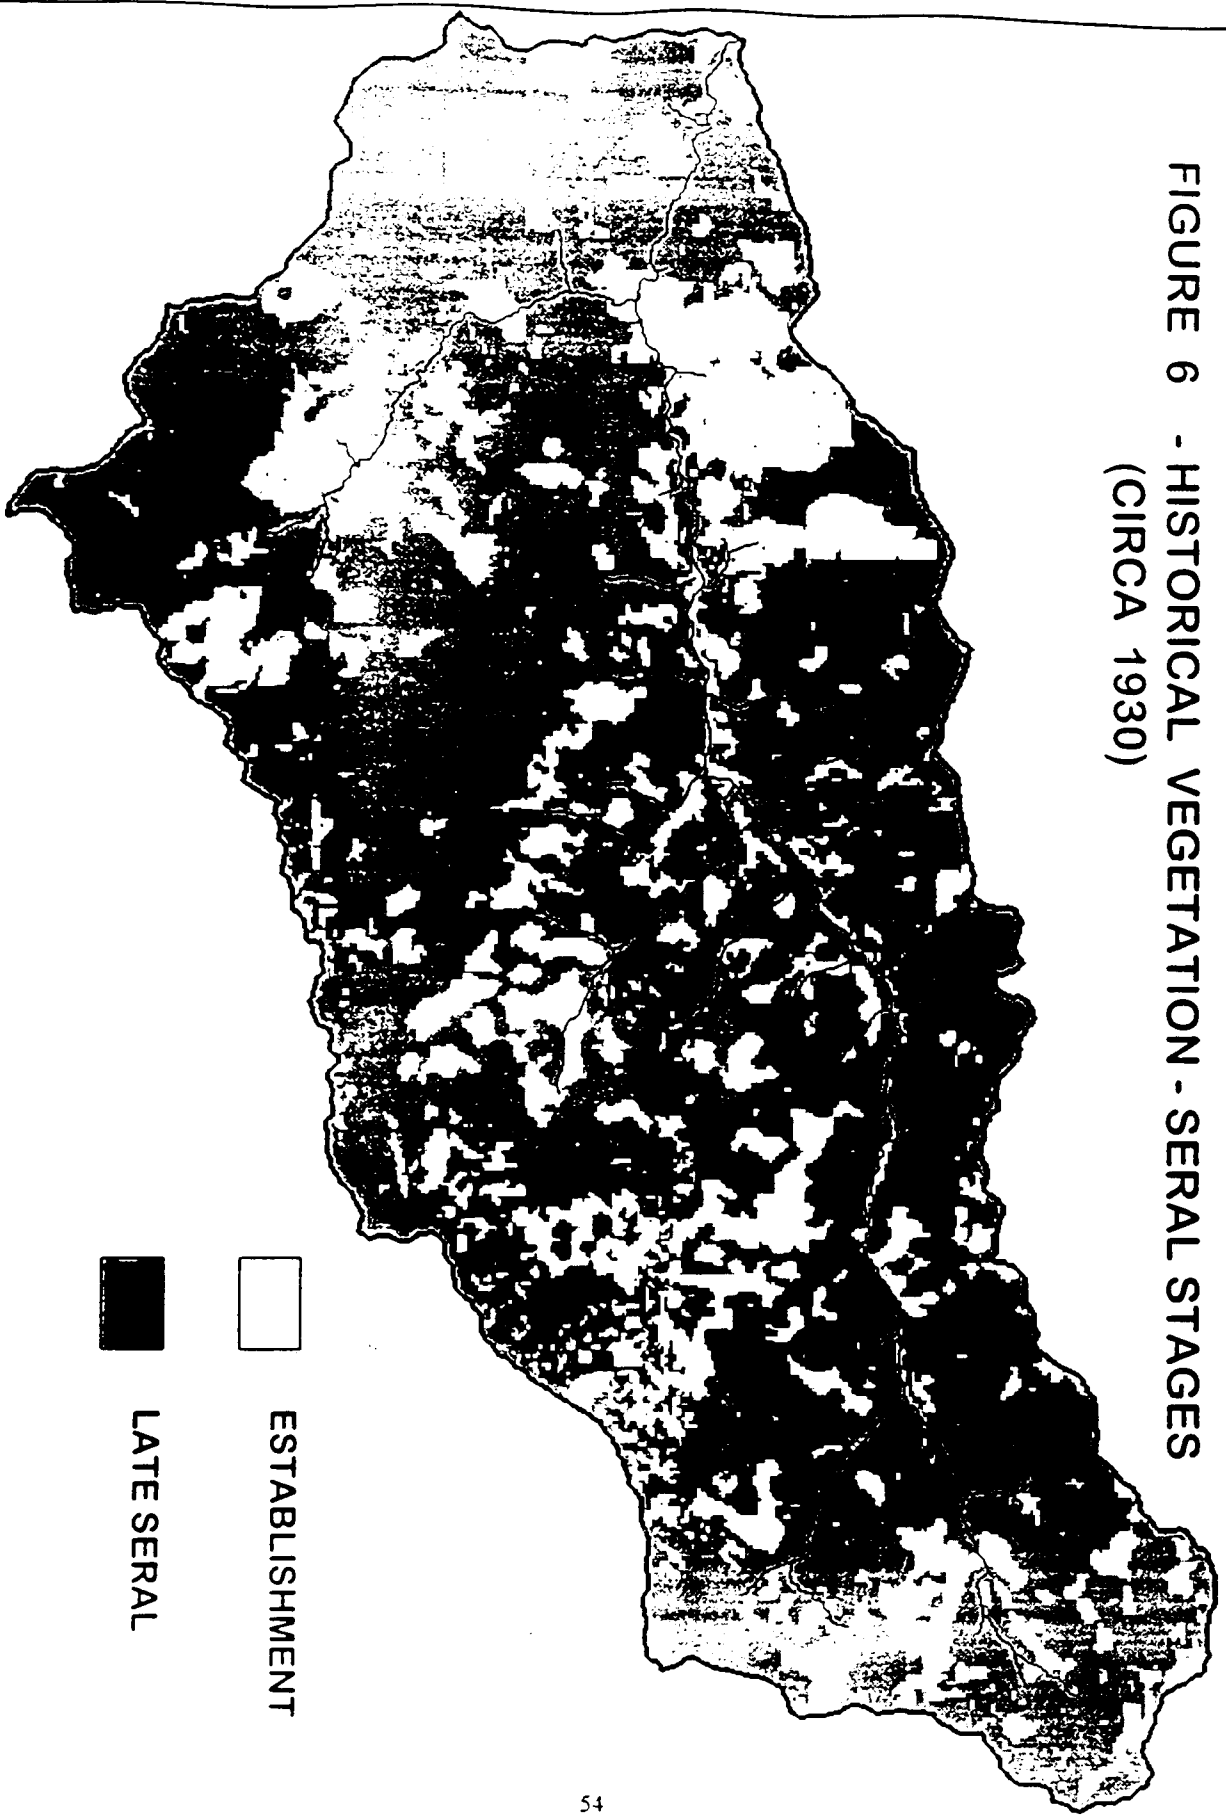 FIGURE 6 - HISTORICAL VEGETATION - SERAL STAGES
(CIRCA 1930)
ESTABLISHMENT
LATE SERAL
54